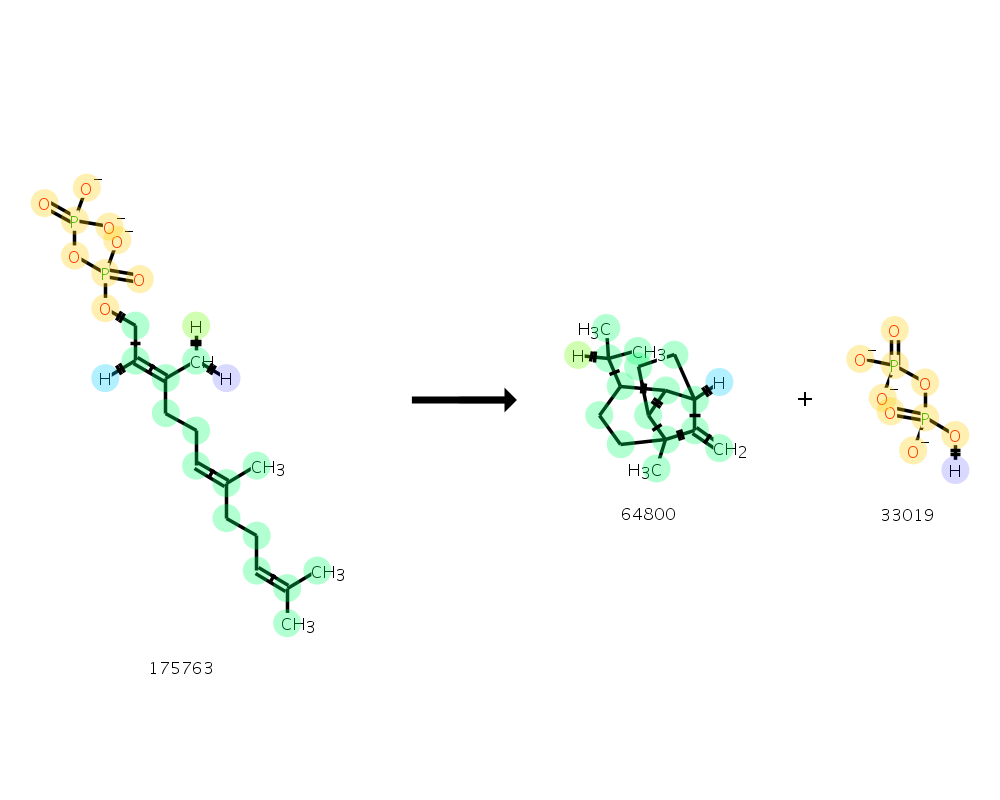 O⁻
O P O⁻
O⁻
O P O
O H
H CH H
CH3
CH3
CH3
175763
H3C
H CH3 H
CH2
H3C
64800
+
O
O⁻ P O
O⁻ O P O
O⁻ H
33019